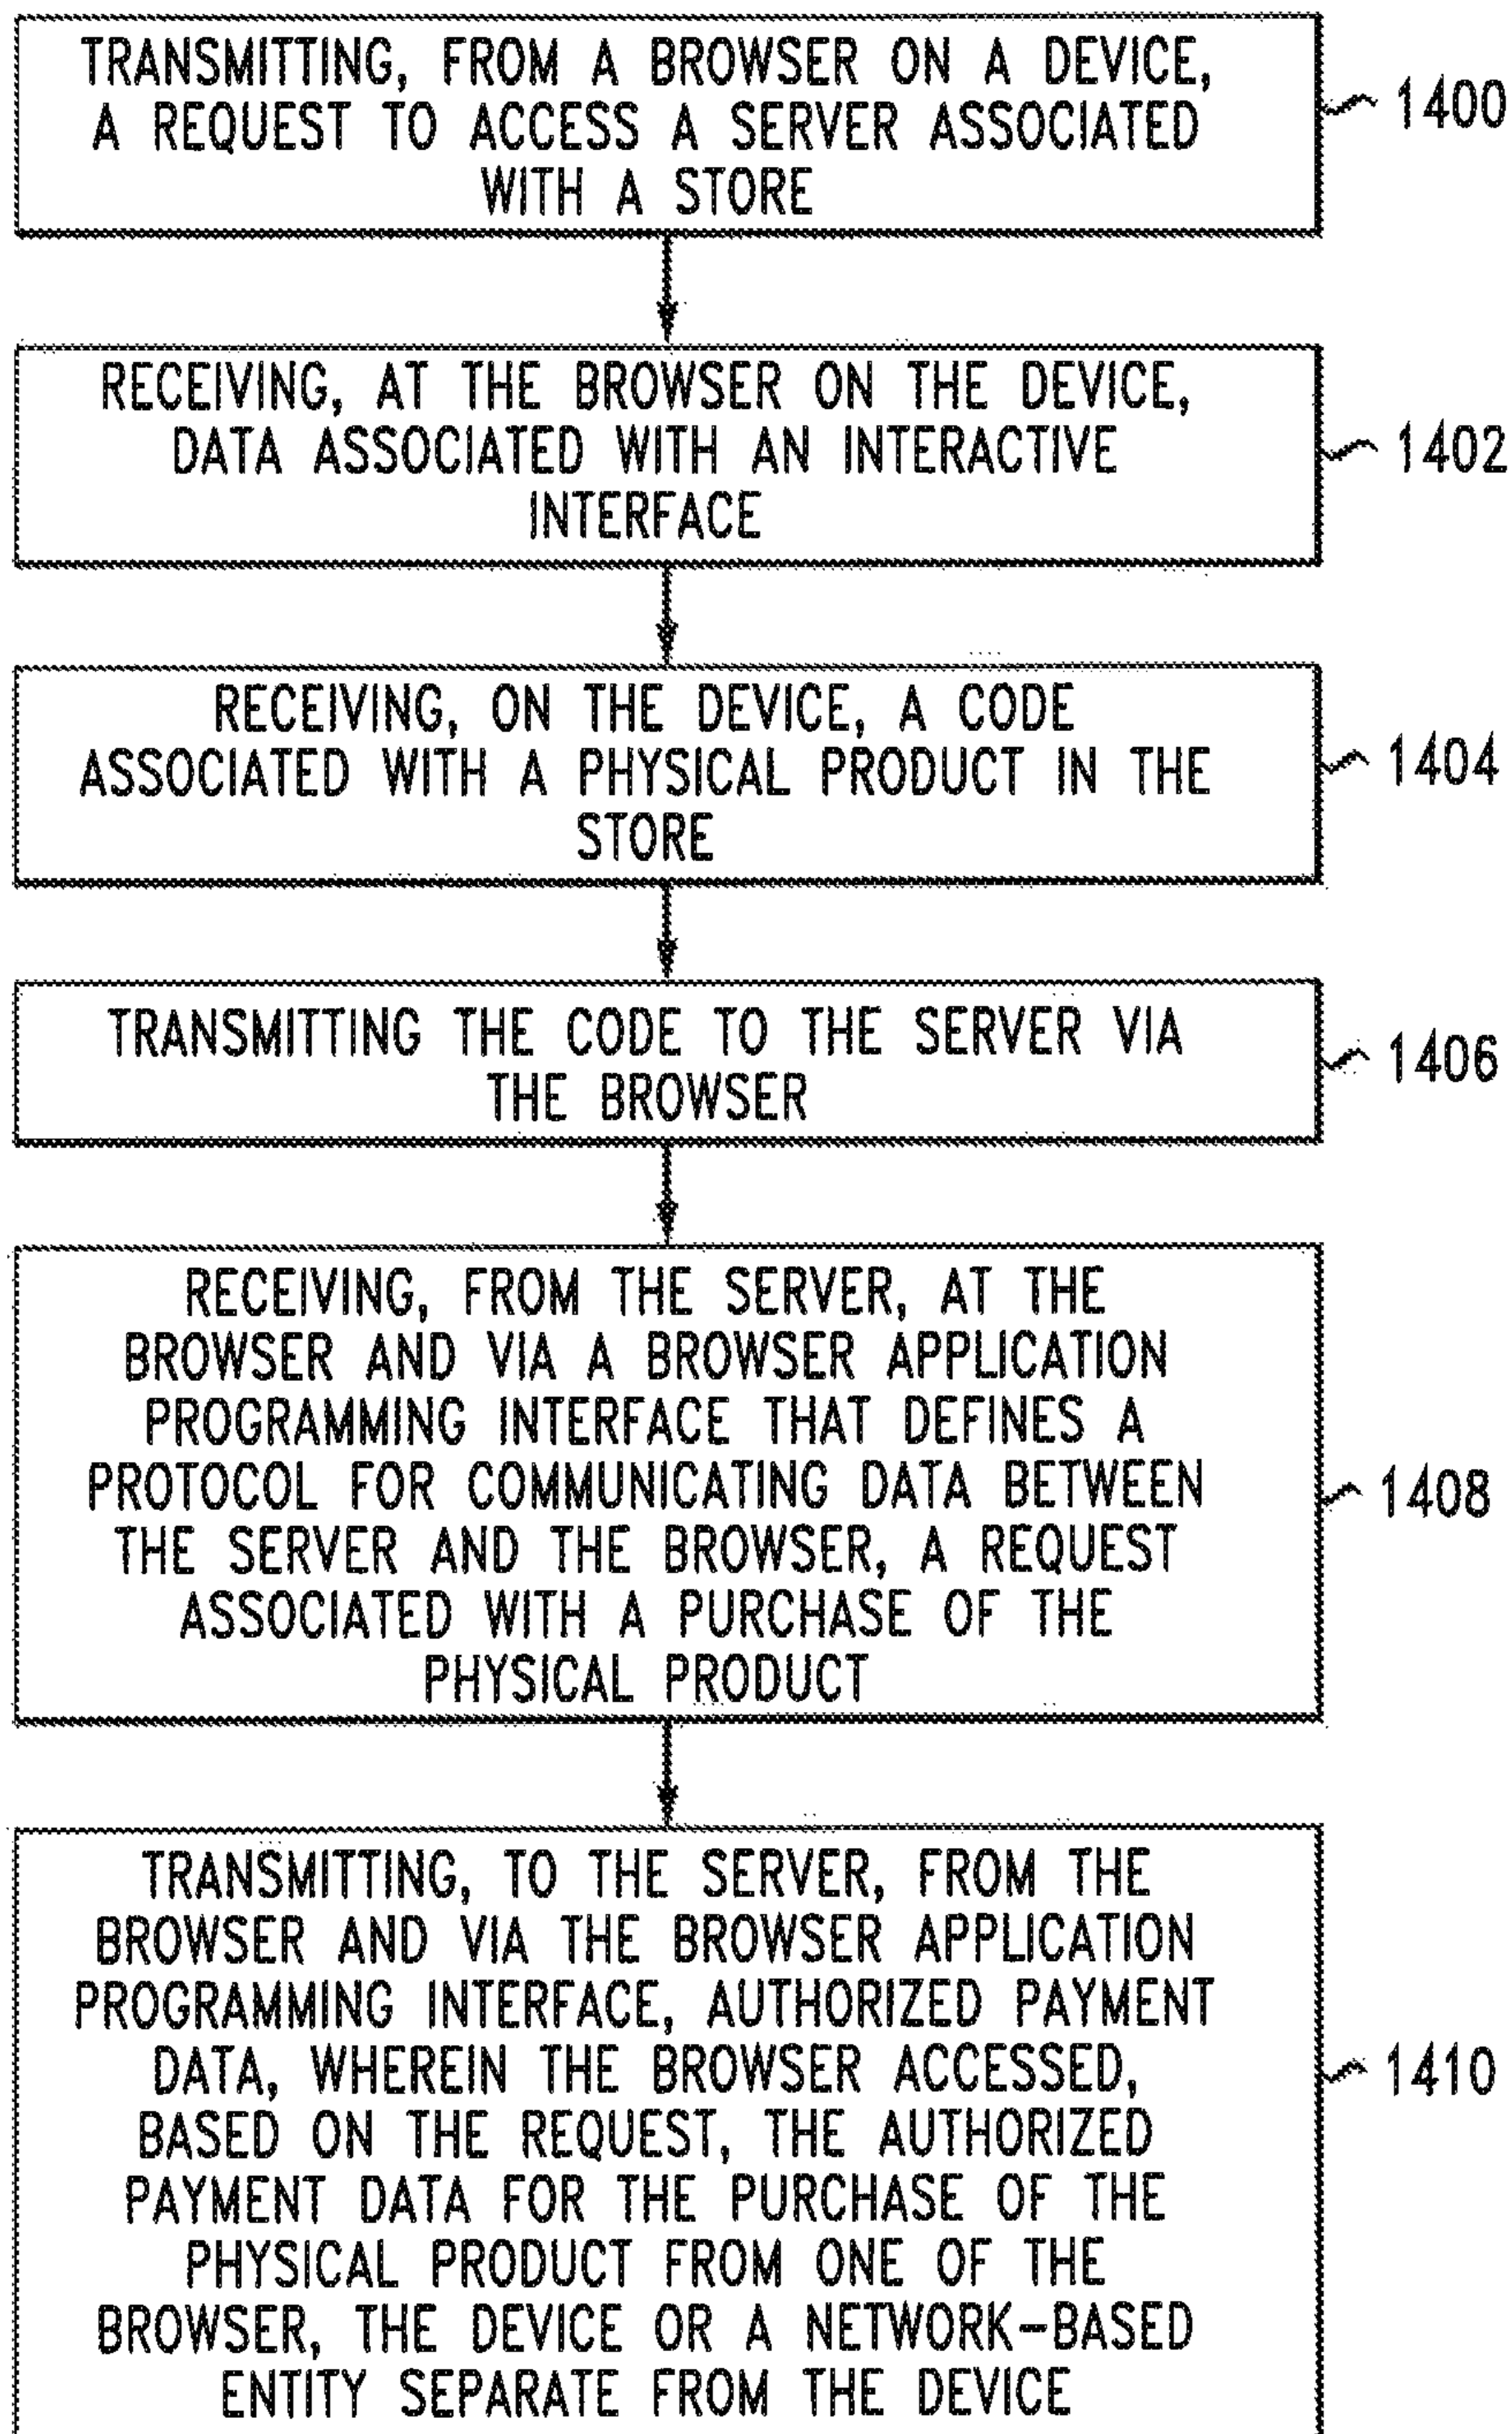 TRANSMITTING, FROM A BROWSER ON A DEVICE,
A REQUEST TO ACCESS A SERVER ASSOCIATED
WITH A STORE
1400
RECEIVING, AT THE BROWSER ON THE DEVICE,
DATA ASSOCIATED WITH AN INTERACTIVE
INTERFACE
1402
RECEIVING, ON THE DEVICE, A CODE
ASSOCIATED WITH A PHYSICAL PRODUCT IN THE
STORE
1404
TRANSMITTING THE CODE TO THE SERVER VIA
THE BROWSER
1406
RECEIVING, FROM THE SERVER, AT THE
BROWSER AND VIA A BROWSER APPLICATION
PROGRAMMING INTERFACE THAT DEFINES A
PROTOCOL FOR COMMUNICATING DATA BETWEEN
THE SERVER AND THE BROWSER, A REQUEST
ASSOCIATED WITH A PURCHASE OF THE
PHYSICAL PRODUCT
1408
TRANSMITTING, TO THE SERVER, FROM THE
BROWSER AND VIA THE BROWSER APPLICATION
PROGRAMMING INTERFACE, AUTHORIZED PAYMENT
DATA, WHEREIN THE BROWSER ACCESSED,
BASED ON THE REQUEST, THE AUTHORIZED
PAYMENT DATA FOR THE PURCHASE OF THE
PHYSICAL PRODUCT FROM ONE OF THE
BROWSER, THE DEVICE OR A NETWORK-BASED
ENTITY SEPARATE FROM THE DEVICE
1410